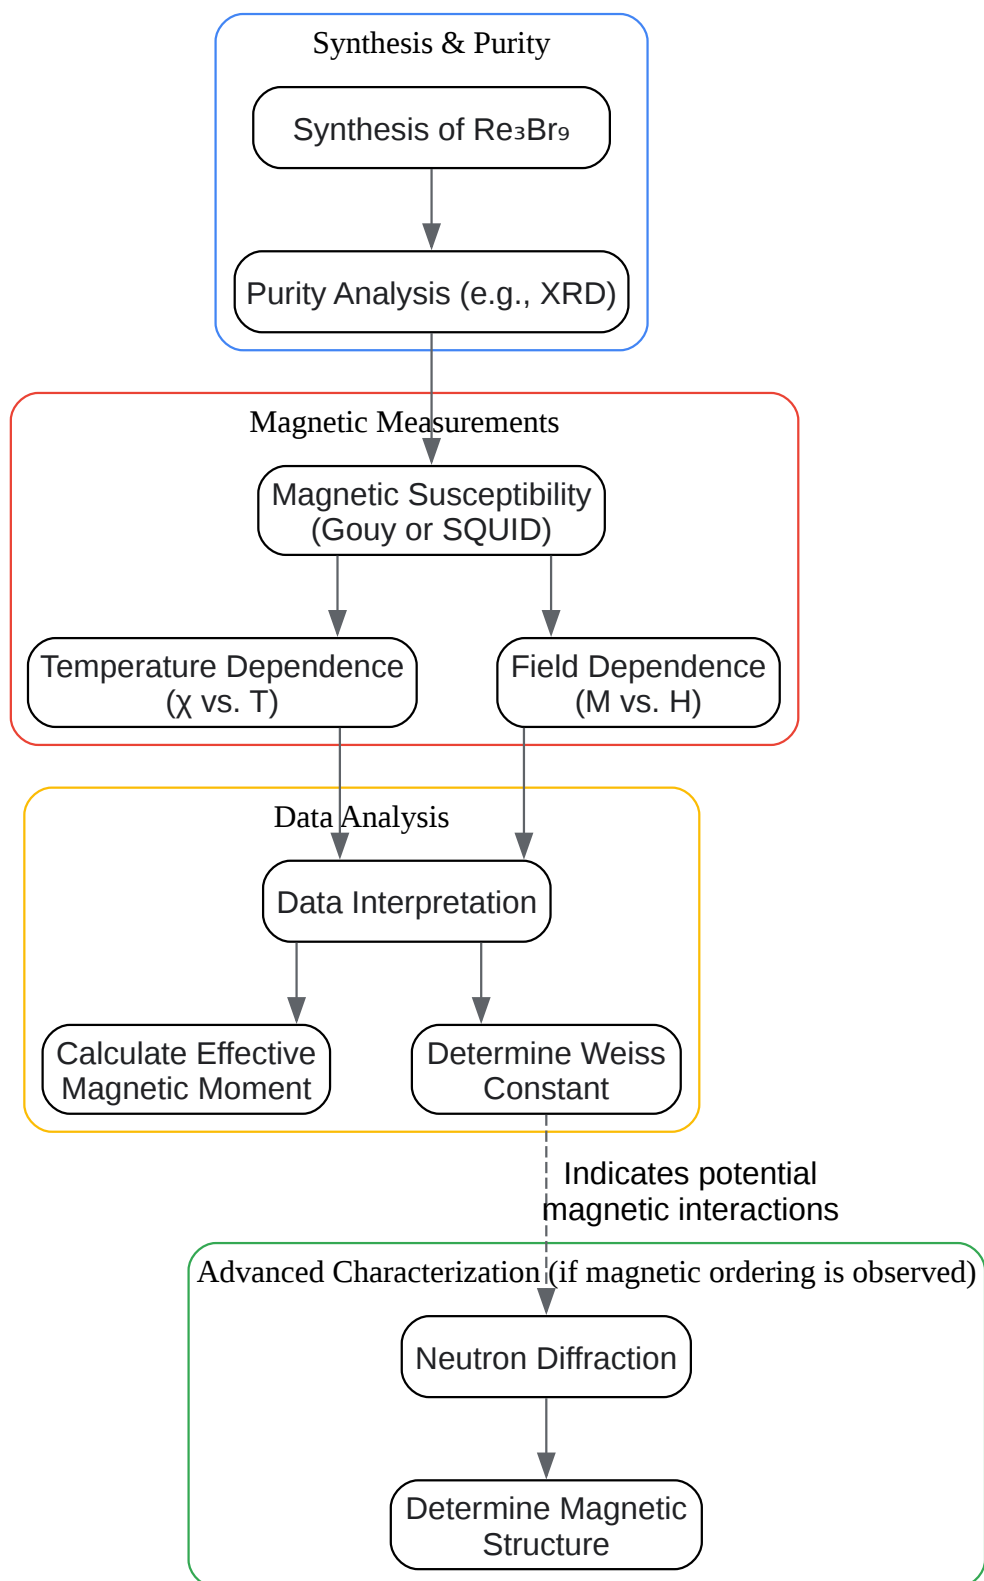 Synthesis & Purity
Synthesis of Re₃Br₉
Purity Analysis (e.g., XRD)
Magnetic Measurements
Magnetic Susceptibility
(Gouy or SQUID)
Temperature Dependence
(χ vs. T)
Field Dependence
(M vs. H)
Data Analysis
Data Interpretation
Calculate Effective
Magnetic Moment
Determine Weiss
Constant
Indicates potential
magnetic interactions
Advanced Characterization (if magnetic ordering is observed)
Neutron Diffraction
Determine Magnetic
Structure